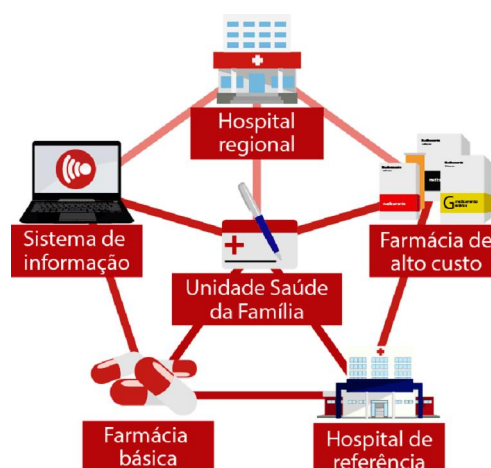 Hospital
regional
Sistema de
informação
Farmácia de
alto custo
Unidade Saúde
da Família
Farmácia
básica
Hospital de
referência